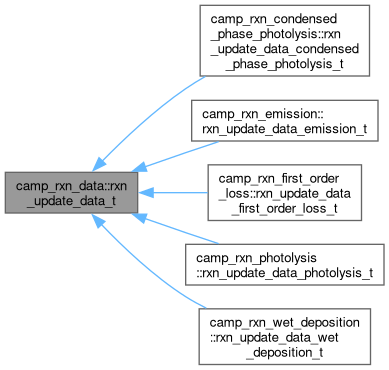 camp_rxn_condensed
_phase_photolysis::rxn
_update_data_condensed
_phase_photolysis_t
camp_rxn_emission::
rxn_update_data_emission_t
camp_rxn_data::rxn
_update_data_t
camp_rxn_first_order
_loss::rxn_update_data
_first_order_loss_t
camp_rxn_photolysis
::rxn_update_data_photolysis_t
camp_rxn_wet_deposition
::rxn_update_data_wet
_deposition_t